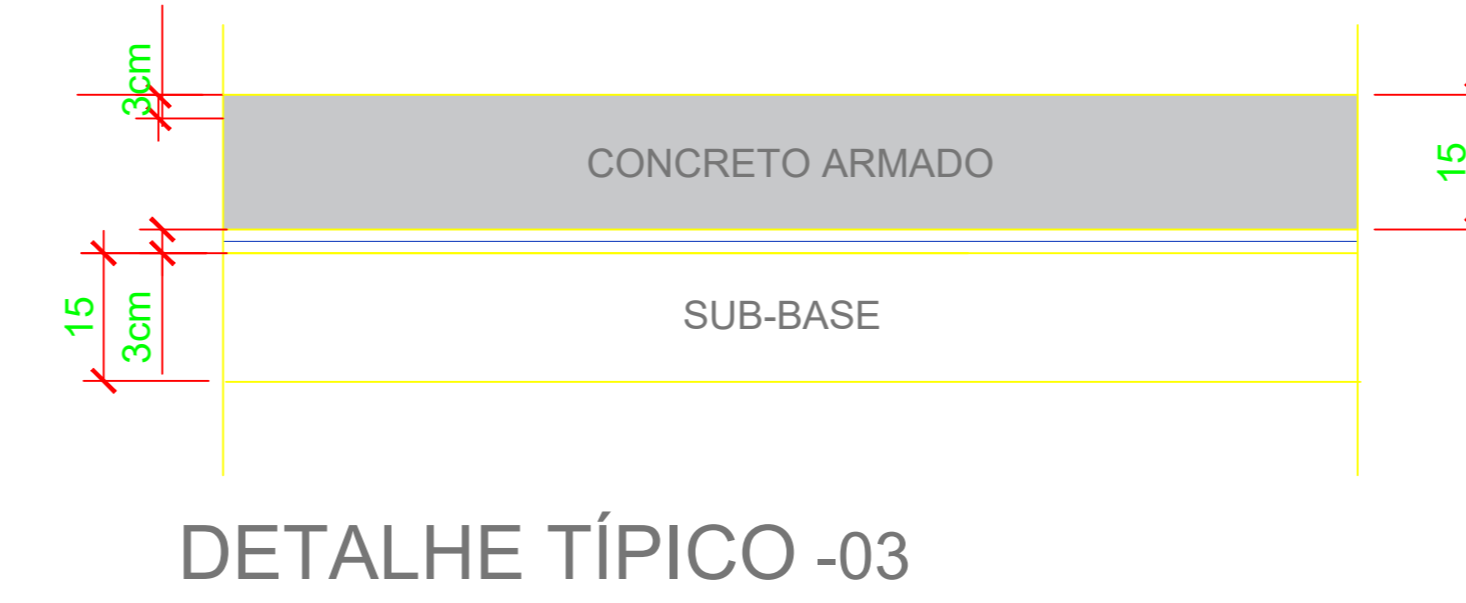 3cm
CONCRETO ARMADO
15
15
3cm
SUB-BASE
DETALHE TÍPICO -03